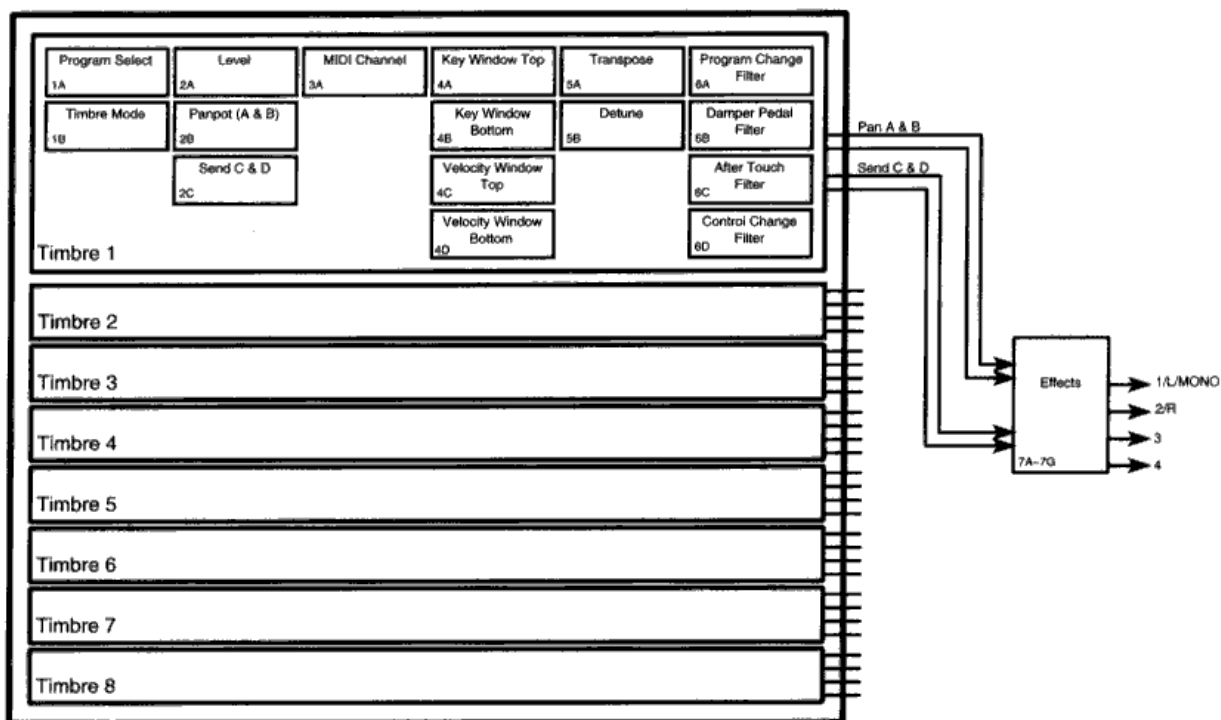 Program Select
1A
Level
2A
MIDI Channel
3A
Key Window Top
4A
Transpose
5A
Program Change
Filter
6A
Timbre Mode
1B
Panpot (A & B)
2B
Key Window
Bottom
4B
Detune
5B
Damper Pedal
Filter
6B
Send C & D
2C
Velocity Window
Top
4C
After Touch
Filter
6C
Velocity Window
Bottom
4D
Control Change
Filter
6D
Timbre 1
Pan A & B
Send C & D
Timbre 2
Timbre 3
Timbre 4
Timbre 5
Timbre 6
Timbre 7
Timbre 8
Effects
7A–7G
1/L/MONO
2/R
3
4